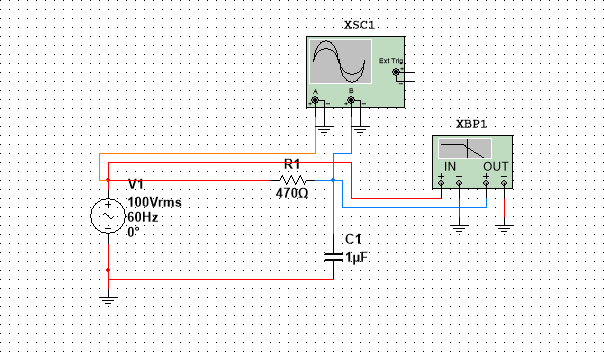 XSC1
Ext Trig
+
-
A
B
+ - + -
XBP1
IN OUT
+ - + -
R1
470Ω
V1
100Vrms
60Hz
0°
C1
1µF